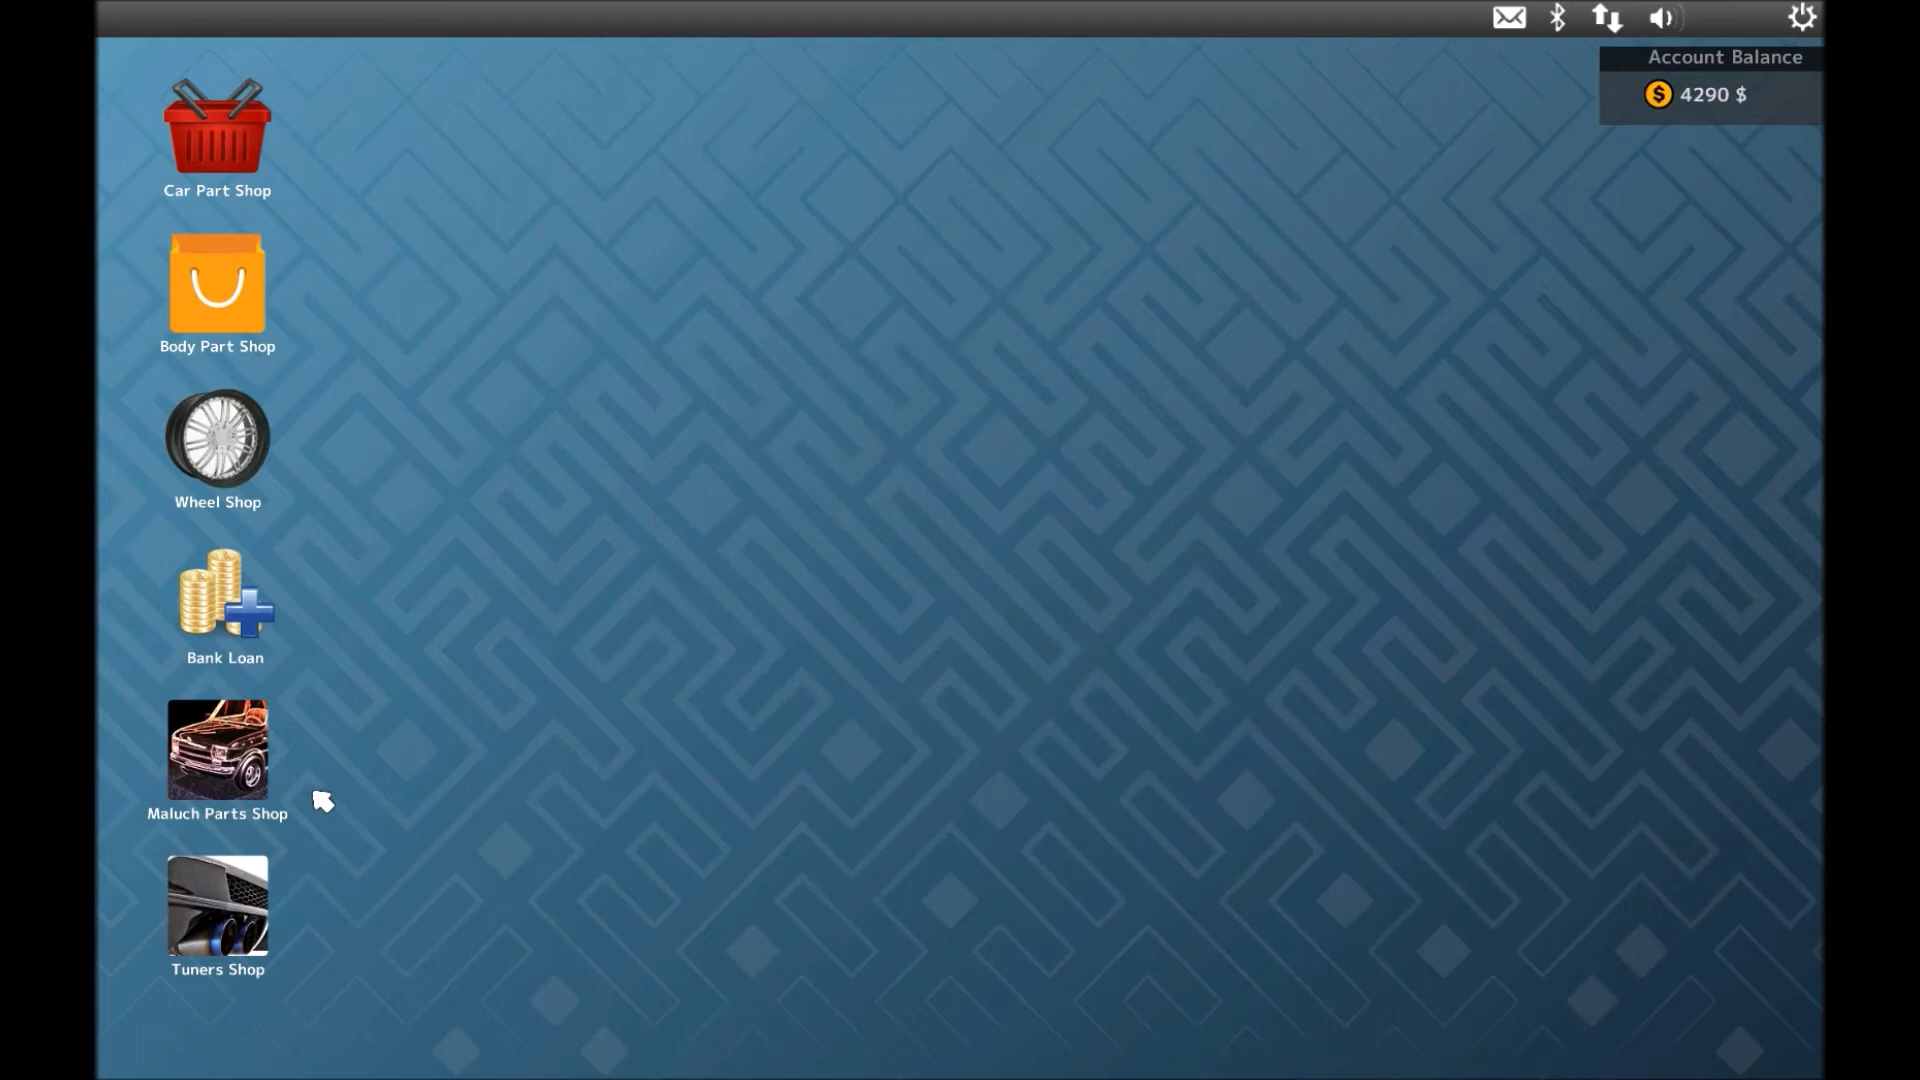 Account Balance
4290 $
Car Part Shop
Body Part Shop
Wheel Shop
Bank Loan
Maluch Parts Shop
Tuners Shop